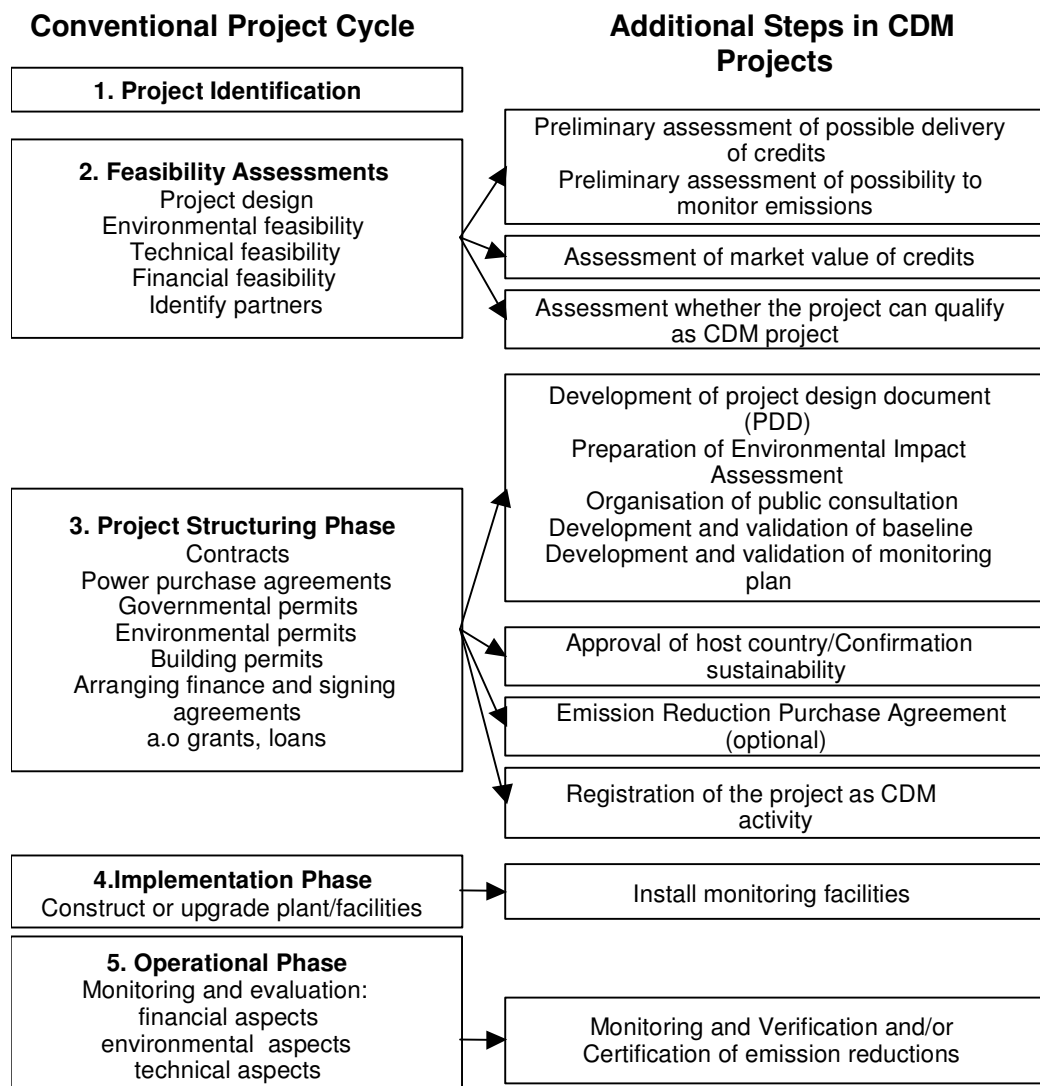 Conventional Project Cycle
Additional Steps in CDM
Projects
1. Project Identification
2. Feasibility Assessments
Project design
Environmental feasibility
Technical feasibility
Financial feasibility
Identify partners
Preliminary assessment of possible delivery
of credits
Preliminary assessment of possibility to
monitor emissions
Assessment of market value of credits
Assessment whether the project can qualify
as CDM project
3. Project Structuring Phase
Contracts
Power purchase agreements
Governmental permits
Environmental permits
Building permits
Arranging finance and signing
agreements
a.o grants, loans
Development of project design document
(PDD)
Preparation of Environmental Impact
Assessment
Organisation of public consultation
Development and validation of baseline
Development and validation of monitoring
plan
Approval of host country/Confirmation
sustainability
Emission Reduction Purchase Agreement
(optional)
Registration of the project as CDM
activity
4.Implementation Phase
Construct or upgrade plant/facilities
Install monitoring facilities
5. Operational Phase
Monitoring and evaluation:
financial aspects
environmental aspects
technical aspects
Monitoring and Verification and/or
Certification of emission reductions